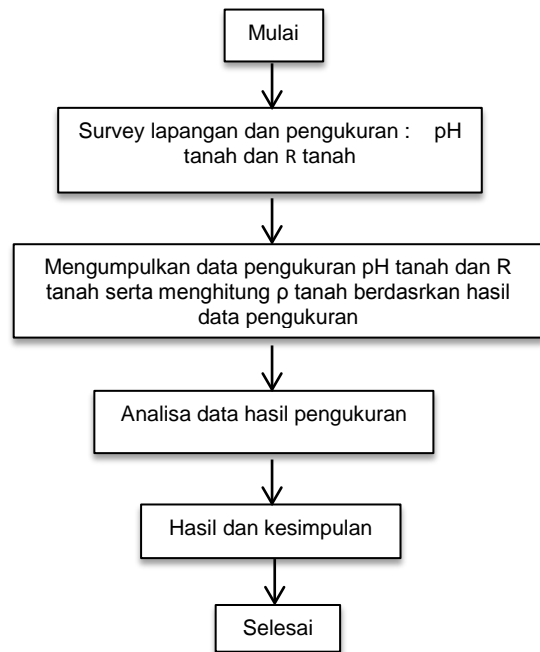 Mulai
Survey lapangan dan pengukuran : pH
tanah dan R tanah
Mengumpulkan data pengukuran pH tanah dan R
tanah serta menghitung ρ tanah berdasrkan hasil
data pengukuran
Analisa data hasil pengukuran
Hasil dan kesimpulan
Selesai